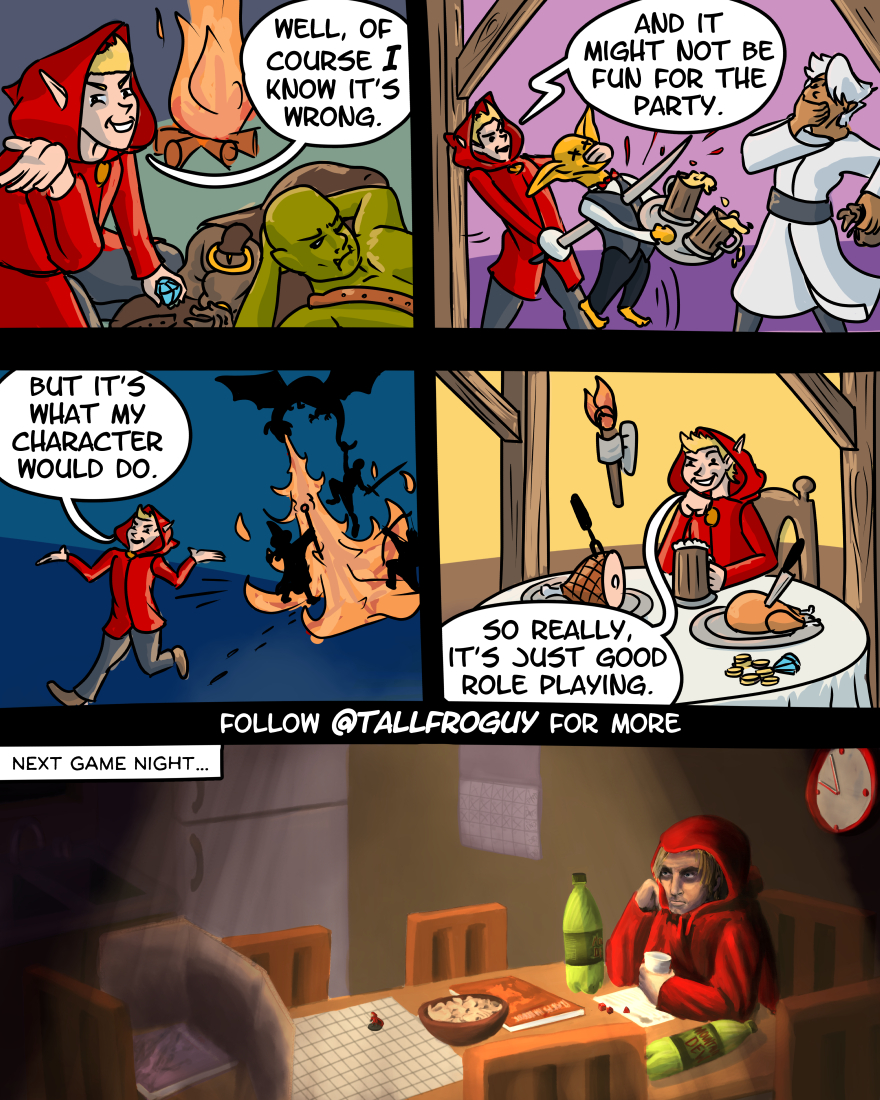 WELL, OF
COURSE I
KNOW IT'S
WRONG.
AND IT
MIGHT NOT BE
FUN FOR THE
PARTY.
BUT IT'S
WHAT MY
CHARACTER
WOULD DO.
SO REALLY,
IT'S JUST GOOD
ROLE PLAYING.
FOLLOW @TALLFROGUY FOR MORE
NEXT GAME NIGHT...